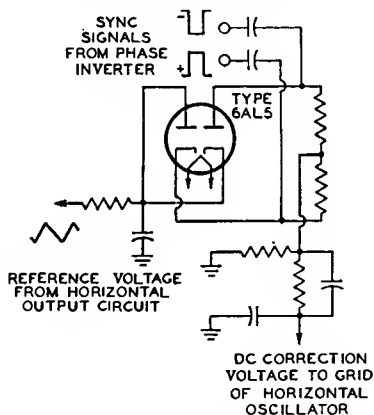 SYNC
SIGNALS
FROM PHASE
INVERTER
−
+
TYPE
6AL5
REFERENCE VOLTAGE
FROM HORIZONTAL
OUTPUT CIRCUIT
DC CORRECTION
VOLTAGE TO GRID
OF HORIZONTAL
OSCILLATOR